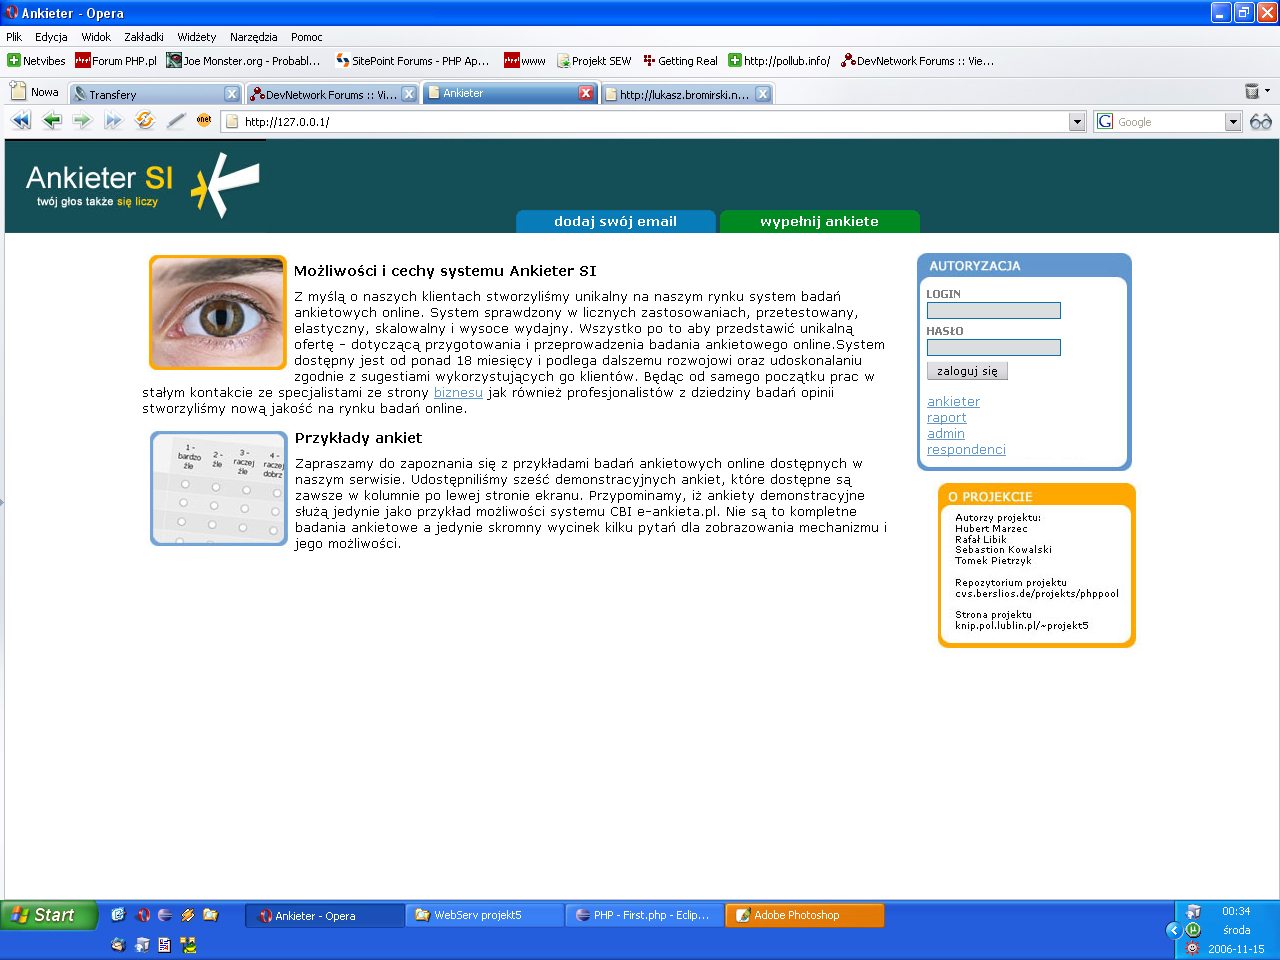 Ankieter - Opera
Plik Edycja Widok Zakładki Widżety Narzędzia Pomoc
Netvibes Forum PHP.pl Joe Monster.org - Probabl... SitePoint Forums - PHP Ap... www Projekt SEW Getting Real http://pollub.info/ DevNetwork Forums :: Vie...
Nowa Transfery DevNetwork Forums :: Vi... Ankieter http://lukasz.bromirski.n...
onet http://127.0.0.1/ G Google
Ankieter SI
twój głos także się liczy
dodaj swój email wypełnij ankiete
Możliwości i cechy systemu Ankieter SI
Z myślą o naszych klientach stworzyliśmy unikalny na naszym rynku system badań
ankietowych online. System sprawdzony w licznych zastosowaniach, przetestowany,
elastyczny, skalowalny i wysoce wydajny. Wszystko po to aby przedstawić unikalną
ofertę - dotyczącą przygotowania i przeprowadzenia badania ankietowego online.System
dostępny jest od ponad 18 miesięcy i podlega dalszemu rozwojowi oraz udoskonalaniu
zgodnie z sugestiami wykorzystujących go klientów. Będąc od samego początku prac w
stałym kontakcie ze specjalistami ze strony biznesu jak również profesjonalistów z dziedziny badań opinii
stworzyliśmy nową jakość na rynku badań online.
1 - bardzo źle
2 - źle
3 - raczej źle
4 - raczej dobrz
Przykłady ankiet
Zapraszamy do zapoznania się z przykładami badań ankietowych online dostępnych w
naszym serwisie. Udostępniliśmy sześć demonstracyjnych ankiet, które dostępne są
zawsze w kolumnie po lewej stronie ekranu. Przypominamy, iż ankiety demonstracyjne
służą jedynie jako przykład możliwości systemu CBI e-ankieta.pl. Nie są to kompletne
badania ankietowe a jedynie skromny wycinek kilku pytań dla zobrazowania mechanizmu i
jego możliwości.
AUTORYZACJA
LOGIN
HASŁO
zaloguj się
ankieter
raport
admin
respondenci
O PROJEKCIE
Autorzy projektu:
Hubert Marzec
Rafał Libik
Sebastion Kowalski
Tomek Pietrzyk
Repozytorium projektu
cvs.berslios.de/projekts/phppool
Strona projektu
knip.pol.lublin.pl/~projekt5
Start Ankieter - Opera WebServ projekt5 PHP - First.php - Eclip... Adobe Photoshop
00:34
środa
2006-11-15